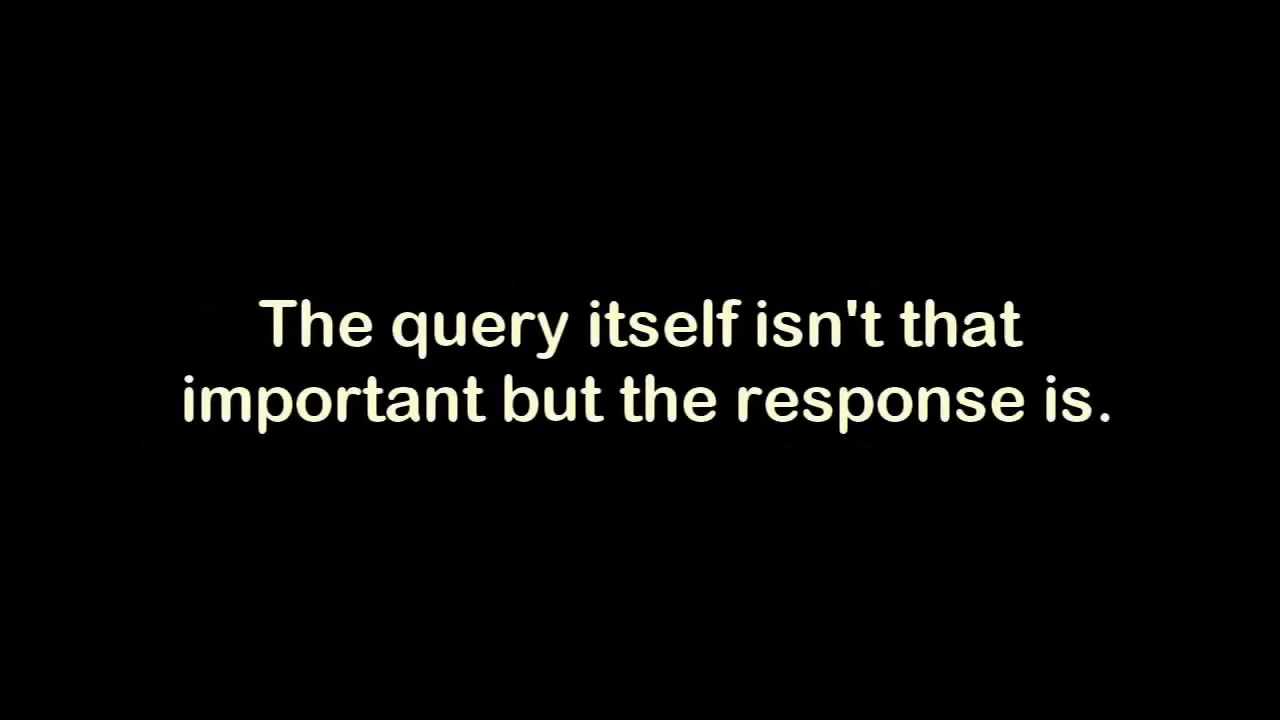 The query itself isn't that
important but the response is.